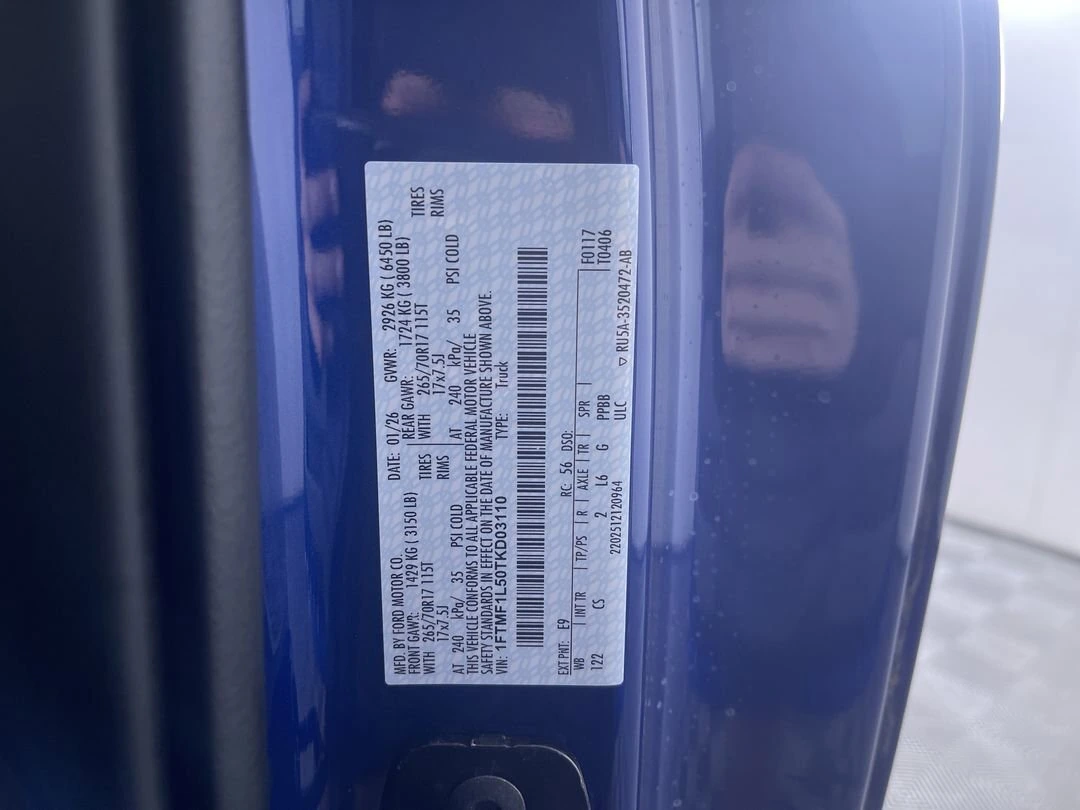 MFD. BY FORD MOTOR CO. DATE: 01/26 GVWR: 2926 KG ( 6450 LB)
FRONT GAWR: 1429 KG ( 3150 LB) REAR GAWR: 1724 KG ( 3800 LB)
WITH 265/70R17 115T TIRES WITH 265/70R17 115T TIRES
17x7.5J RIMS 17x7.5J RIMS
AT 240 kPa/ 35 PSI COLD AT 240 kPa/ 35 PSI COLD
THIS VEHICLE CONFORMS TO ALL APPLICABLE FEDERAL MOTOR VEHICLE
SAFETY STANDARDS IN EFFECT ON THE DATE OF MANUFACTURE SHOWN ABOVE.
VIN: 1FTMF1L50TKD03110 TYPE: Truck
EXT PNT: E9 RC: 56 DSO: F0117
WB INT TR TP/PS R AXLE TR SPR T0406
122 CS 2 L6 G PPBB
ULC ▽ RU5A-3520472-AB
2202512120964